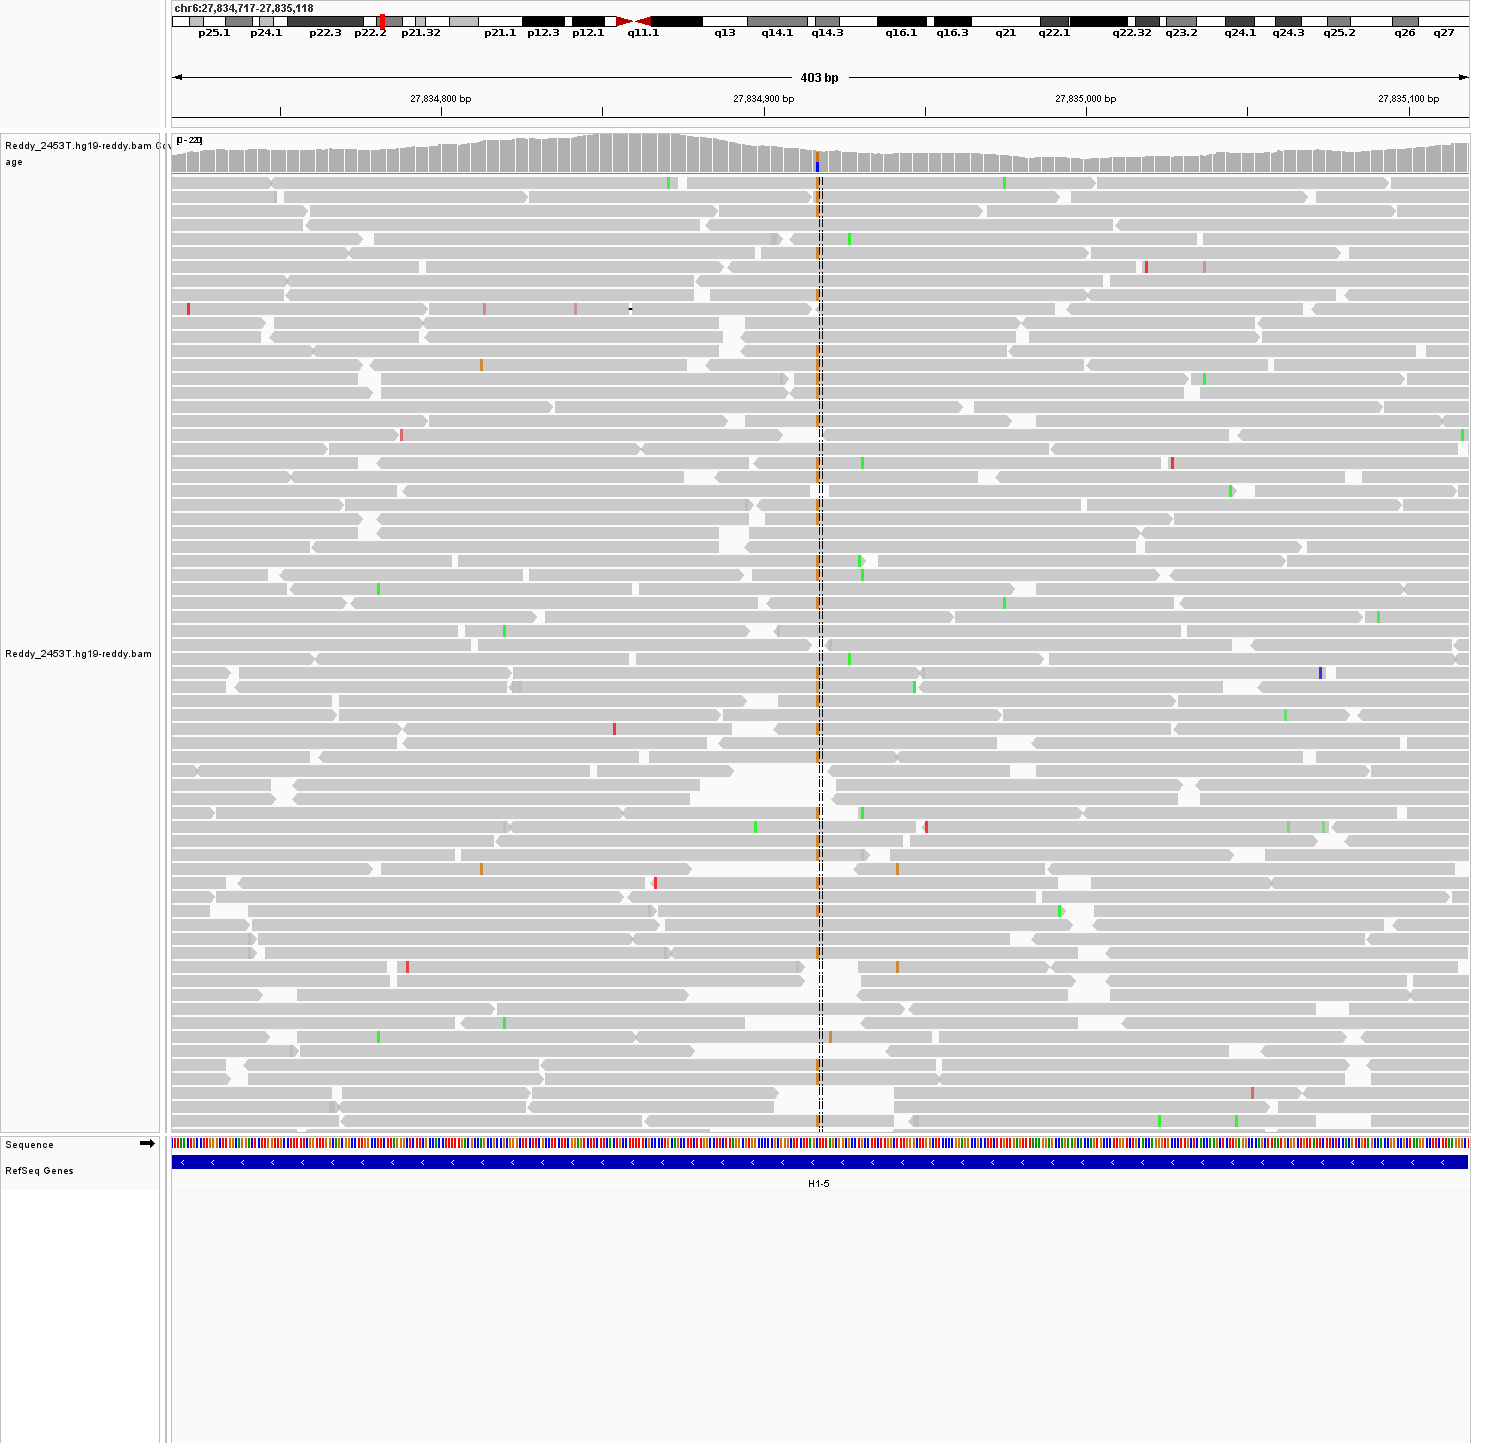 chr6:27,834,717-27,835,118
p25.1 p24.1 p22.3 p22.2 p21.32 p21.1 p12.3 p12.1 q11.1 q13 q14.1 q14.3 q16.1 q16.3 q21 q22.1 q22.32 q23.2 q24.1 q24.3 q25.2 q26 q27
403 bp
27,834,800 bp 27,834,900 bp 27,835,000 bp 27,835,100 bp
Reddy_2453T.hg19-reddy.bam Cov
age
[0 - 220]
Reddy_2453T.hg19-reddy.bam
Sequence
RefSeq Genes
H1-5